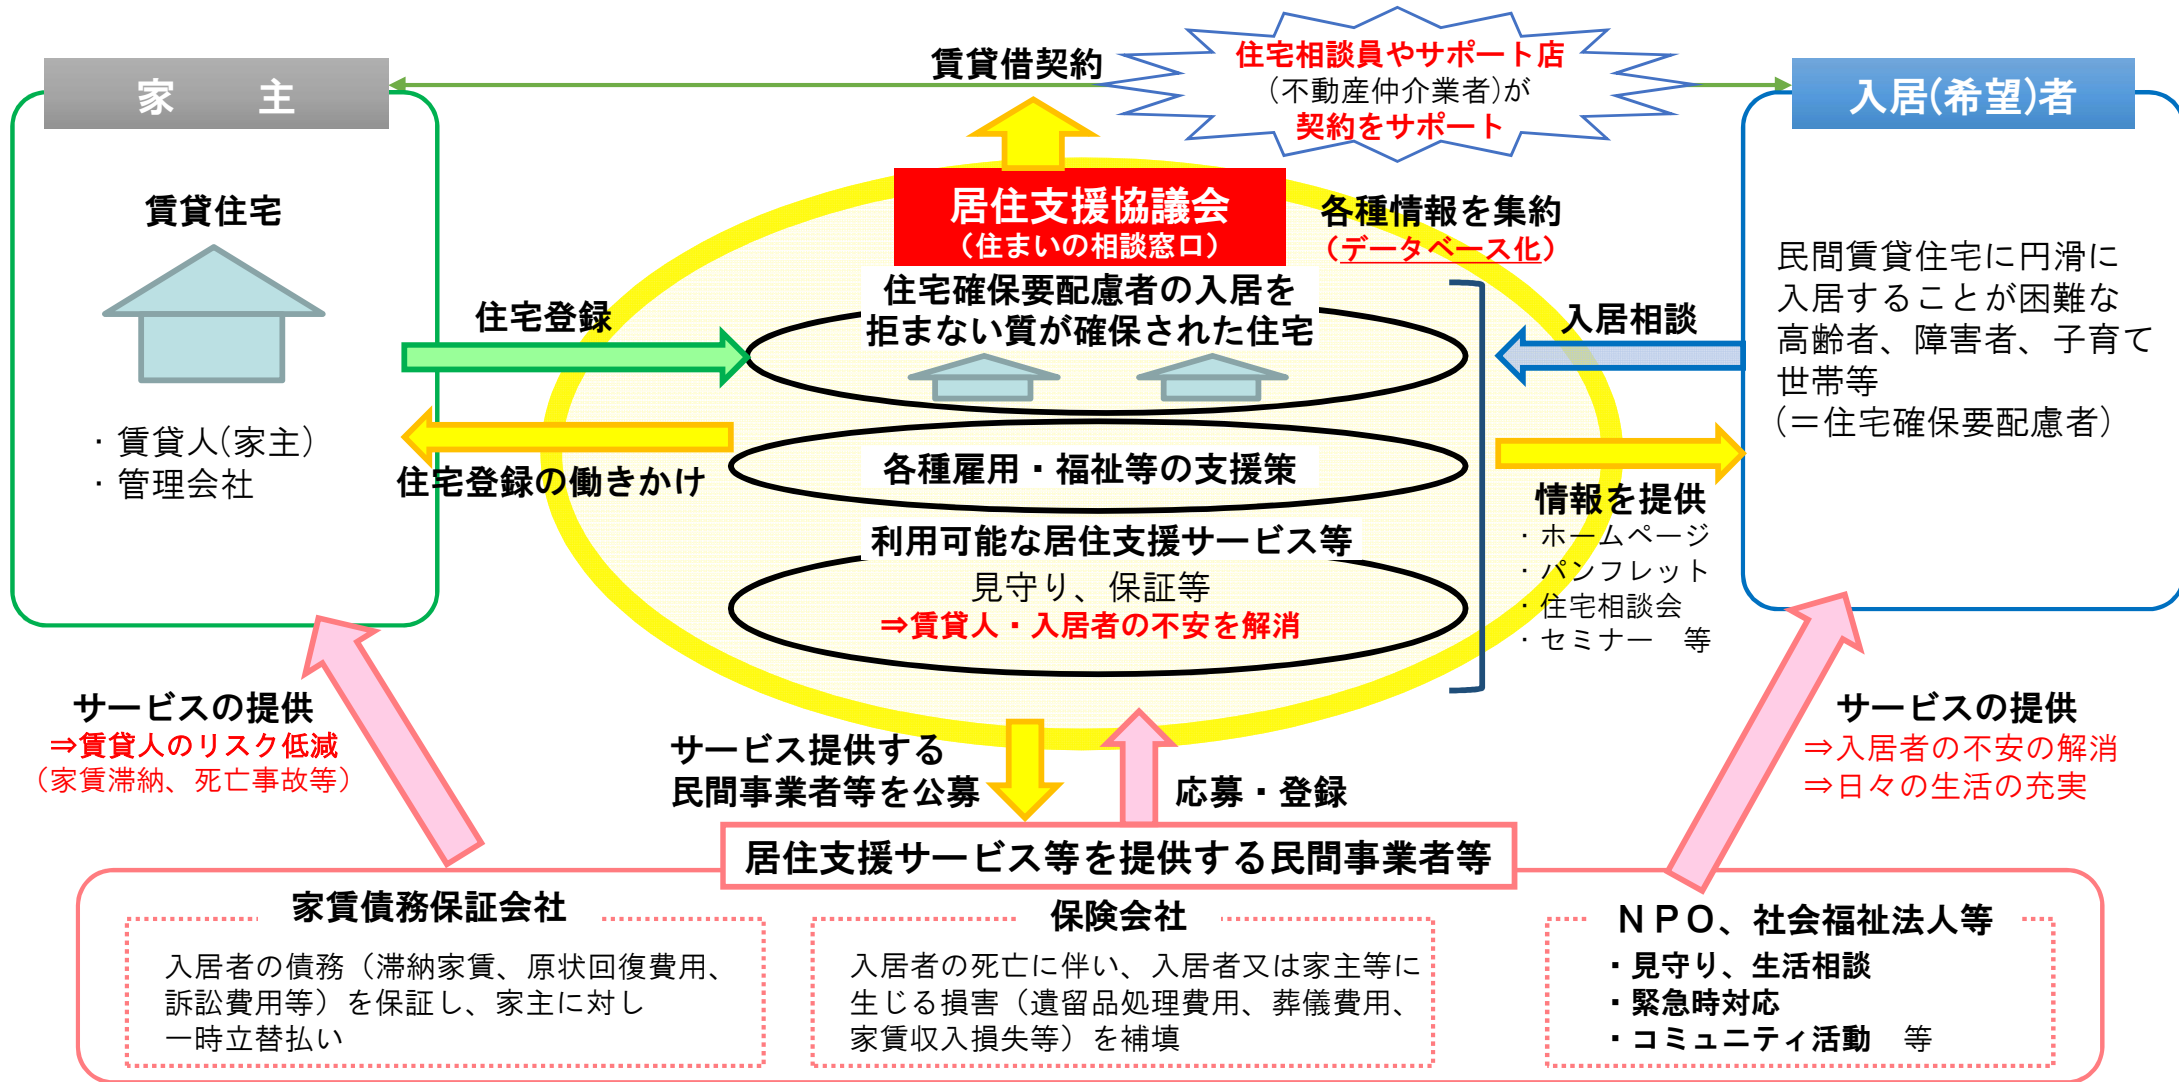 賃貸借契約
住宅相談員やサポート店
（不動産仲介業者)が
契約をサポート
家　主
入居(希望)者
賃貸住宅
・賃貸人(家主)
・管理会社
居住支援協議会
（住まいの相談窓口）
各種情報を集約
（データベース化）
住宅確保要配慮者の入居を
拒まない質が確保された住宅
住宅登録
住宅登録の働きかけ
各種雇用・福祉等の支援策
利用可能な居住支援サービス等
見守り、保証等
⇒賃貸人・入居者の不安を解消
入居相談
情報を提供
・ホームページ
・パンフレット
・住宅相談会
・セミナー　等
民間賃貸住宅に円滑に
入居することが困難な
高齢者、障害者、子育て
世帯等
(＝住宅確保要配慮者)
サービスの提供
⇒賃貸人のリスク低減
（家賃滞納、死亡事故等）
サービス提供する
民間事業者等を公募
応募・登録
サービスの提供
⇒入居者の不安の解消
⇒日々の生活の充実
居住支援サービス等を提供する民間事業者等
家賃債務保証会社
入居者の債務（滞納家賃、原状回復費用、
訴訟費用等）を保証し、家主に対し
一時立替払い
保険会社
入居者の死亡に伴い、入居者又は家主等に
生じる損害（遺留品処理費用、葬儀費用、
家賃収入損失等）を補填
ＮＰＯ、社会福祉法人等
・見守り、生活相談
・緊急時対応
・コミュニティ活動　等